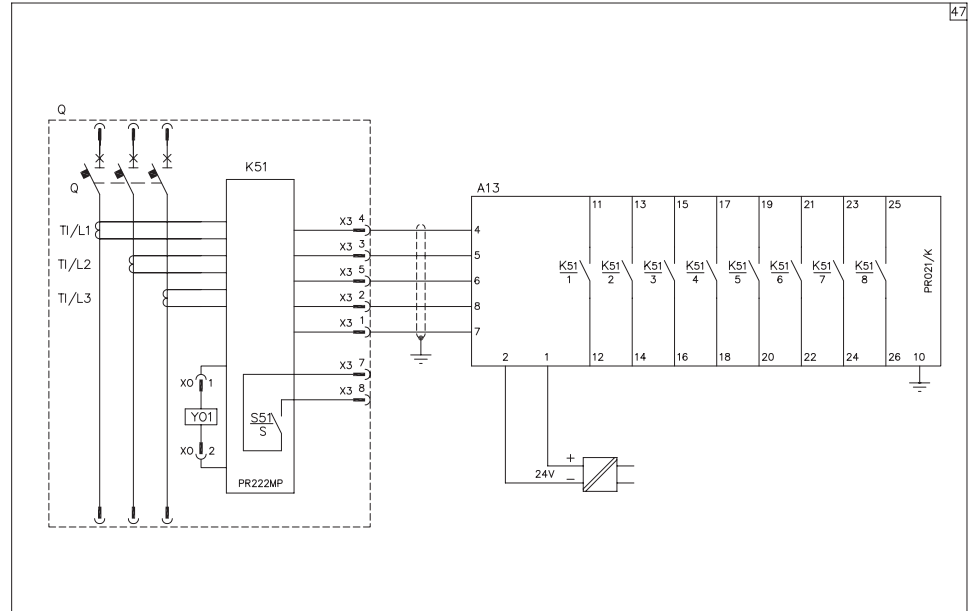 47
Q
Q
K51
TI/L1
TI/L2
TI/L3
X3 4
X3 3
X3 5
X3 2
X3 1
X3 7
X3 8
X0 1
Y01
X0 2
S51
S
PR222MP
A13
4
5
6
8
7
11 13 15 17 19 21 23 25
K51 K51 K51 K51 K51 K51 K51 K51
1 2 3 4 5 6 7 8
PR021/K
2 1 12 14 16 18 20 22 24 26 10
+
24V
−